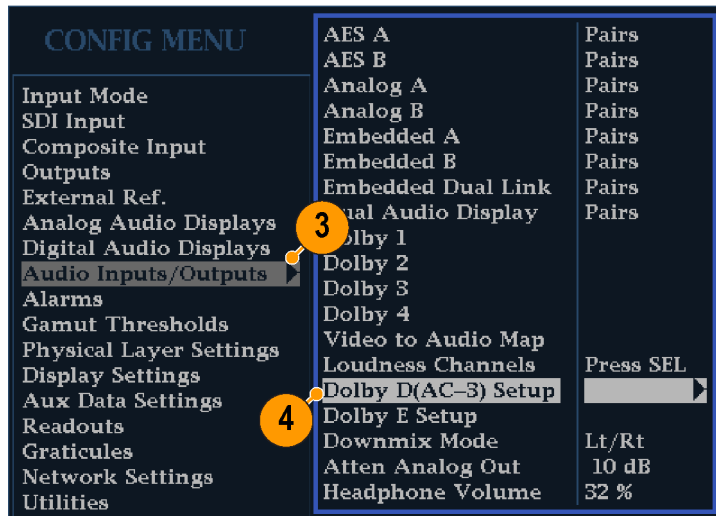 CONFIG MENU
Input Mode
SDI Input
Composite Input
Outputs
External Ref.
Analog Audio Displays
Digital Audio Displays
Audio Inputs/Outputs
Alarms
Gamut Thresholds
Physical Layer Settings
Display Settings
Aux Data Settings
Readouts
Graticules
Network Settings
Utilities
3
4
AES A Pairs
AES B Pairs
Analog A Pairs
Analog B Pairs
Embedded A Pairs
Embedded B Pairs
Embedded Dual Link Pairs
ual Audio Display Pairs
olby 1
Dolby 2
Dolby 3
Dolby 4
Video to Audio Map
Loudness Channels Press SEL
Dolby D(AC–3) Setup
Dolby E Setup
Downmix Mode Lt/Rt
Atten Analog Out 10 dB
Headphone Volume 32 %